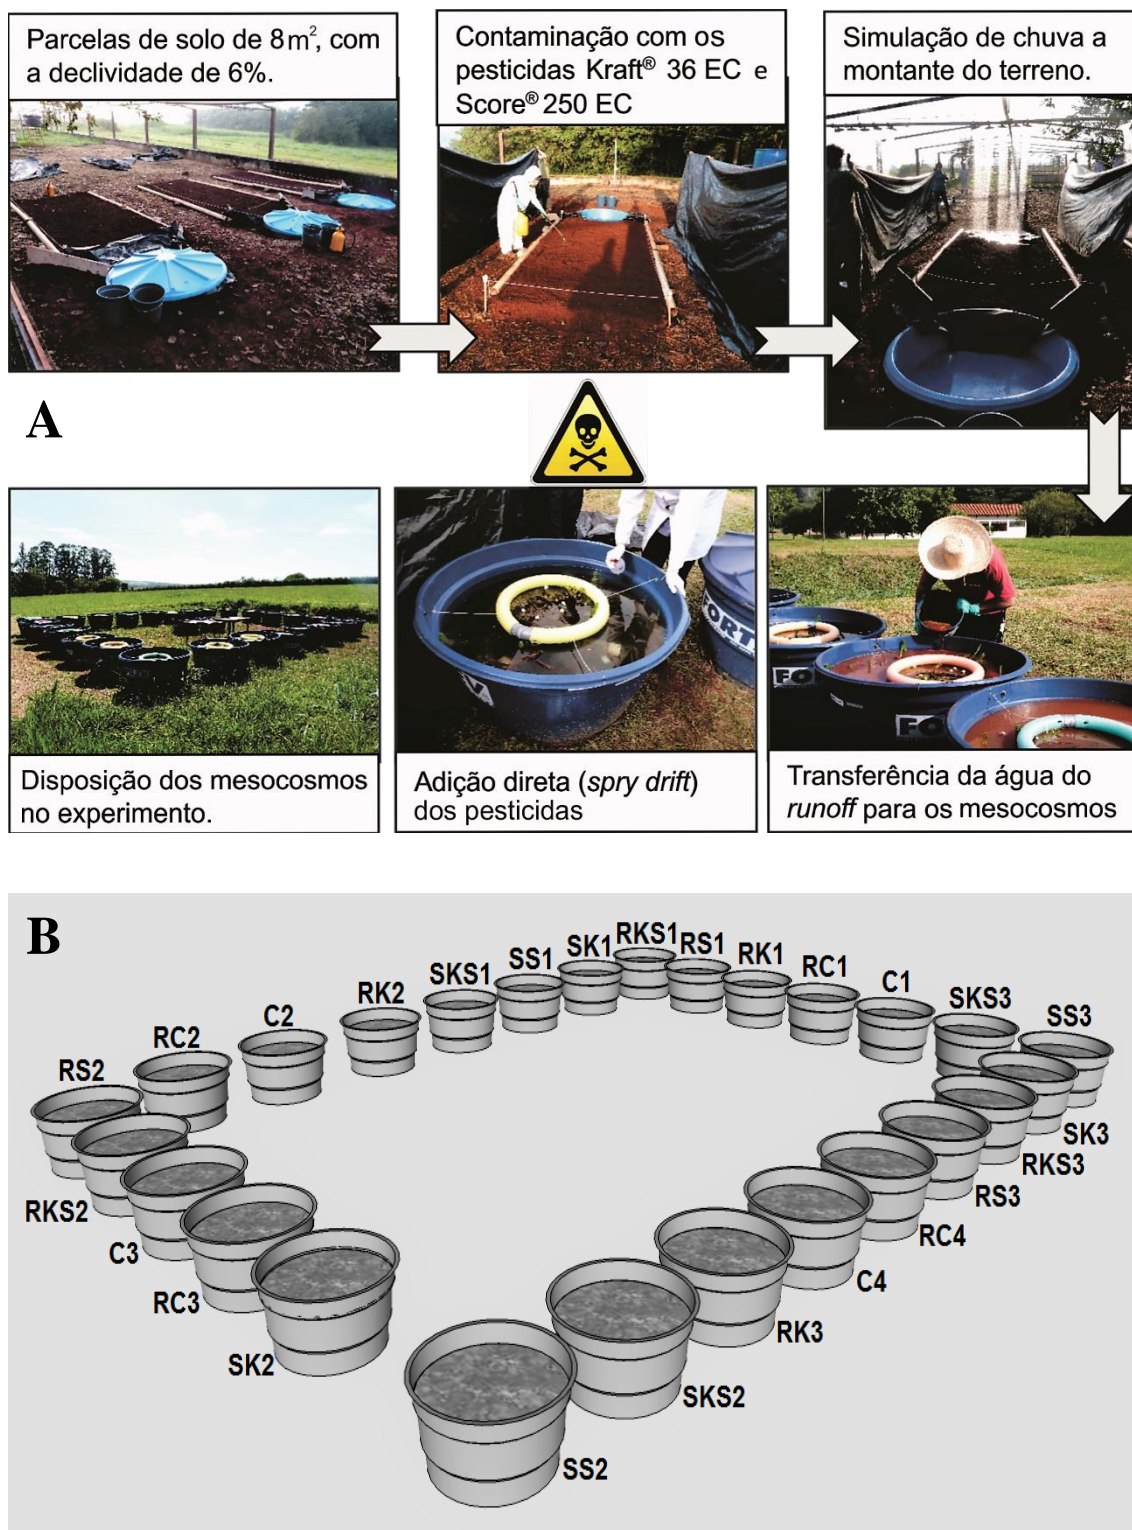 Parcelas de solo de 8m², com
a declividade de 6%.
Contaminação com os
pesticidas Kraft® 36 EC e
Score® 250 EC
Simulação de chuva a
montante do terreno.
A
Disposição dos mesocosmos
no experimento.
Adição direta (spry drift)
dos pesticidas
FORT
Transferência da água do
runoff para os mesocosmos
FO
FO
B
RKS1
SK1
RS1
SS1
RK1
SKS1
RC1
RK2
C1
C2
SKS3
SS3
RC2
RS2
SK3
RKS3
RS3
RKS2
RC4
C3
C4
RC3
RK3
SK2
SKS2
SS2